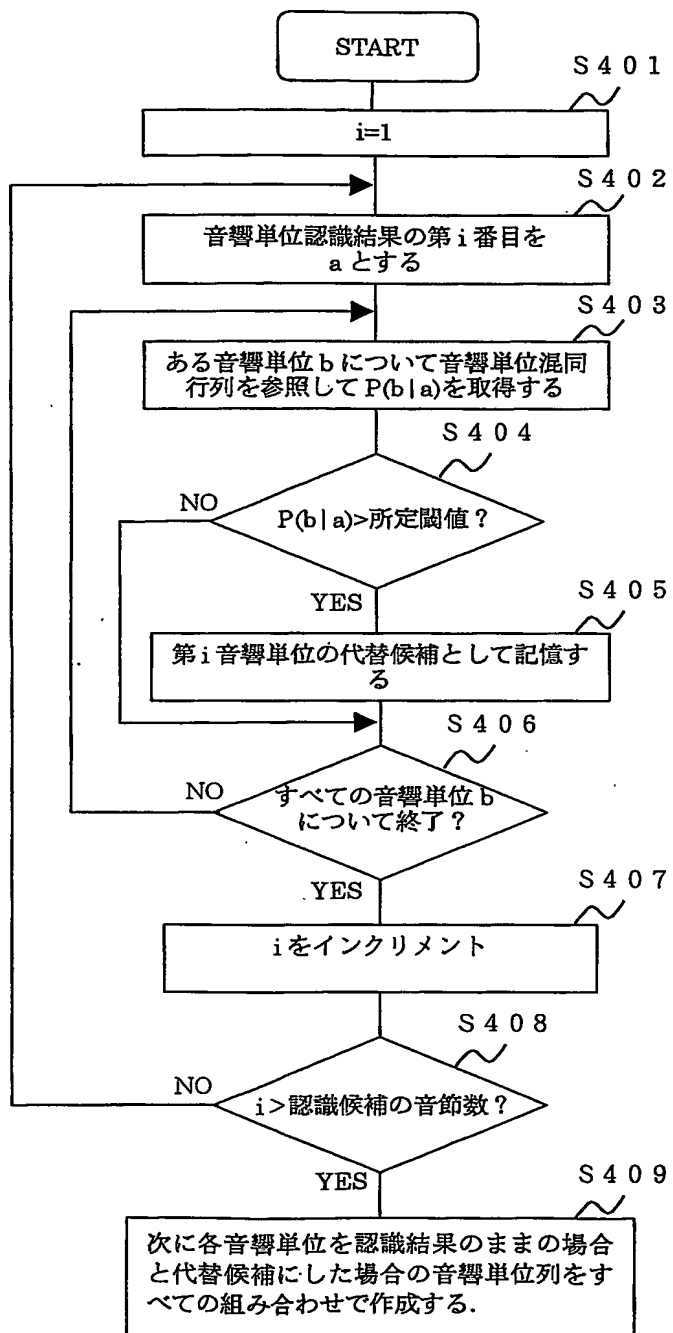 START
Ｓ４０１
i=1
Ｓ４０２
音響単位認識結果の第ｉ番目を
a とする
Ｓ４０３
ある音響単位ｂについて音響単位混同
行列を参照して P(b|a)を取得する
Ｓ４０４
NO
P(b|a)>所定閾値？
YES
Ｓ４０５
第ｉ音響単位の代替候補として記憶す
る
Ｓ４０６
NO
すべての音響単位ｂ
について終了？
YES
Ｓ４０７
ｉをインクリメント
Ｓ４０８
NO
ｉ＞認識候補の音節数？
YES
Ｓ４０９
次に各音響単位を認識結果のままの場合
と代替候補にした場合の音響単位列をす
べての組み合わせで作成する.